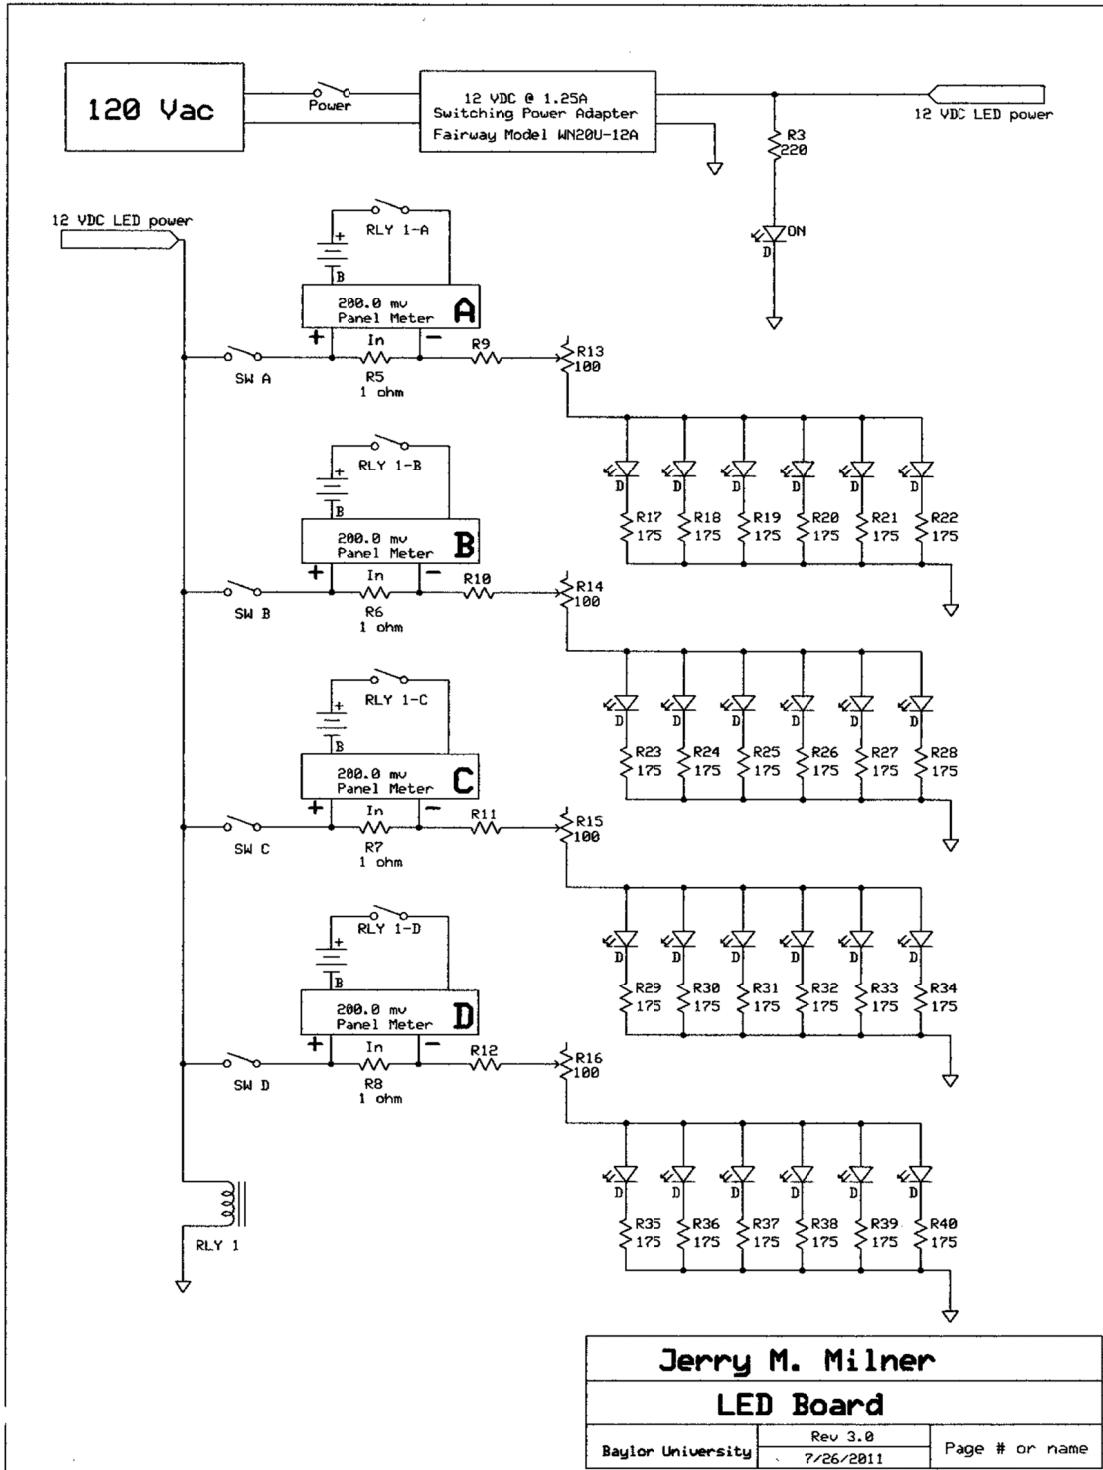 120 Vac
Power
12 VDC @ 1.25A
Switching Power Adapter
Fairway Model WN20U-12A
12 VDC LED power
R3
220
ON
D
12 VDC LED power
RLY 1-A
+
B
200.0 mv
Panel Meter
A
+
In
-
R9
R13
100
SW A
R5
1 ohm
D
D
D
D
D
D
R17
175
R18
175
R19
175
R20
175
R21
175
R22
175
RLY 1-B
+
B
200.0 mv
Panel Meter
B
+
In
-
R10
R14
100
SW B
R6
1 ohm
D
D
D
D
D
D
R23
175
R24
175
R25
175
R26
175
R27
175
R28
175
RLY 1-C
+
B
200.0 mv
Panel Meter
C
+
In
-
R11
R15
100
SW C
R7
1 ohm
D
D
D
D
D
D
R29
175
R30
175
R31
175
R32
175
R33
175
R34
175
RLY 1-D
+
B
200.0 mv
Panel Meter
D
+
In
-
R12
R16
100
SW D
R8
1 ohm
D
D
D
D
D
D
R35
175
R36
175
R37
175
R38
175
R39
175
R40
175
RLY 1
Jerry M. Milner
LED Board
Baylor University
Rev 3.0
7/26/2011
Page # or name